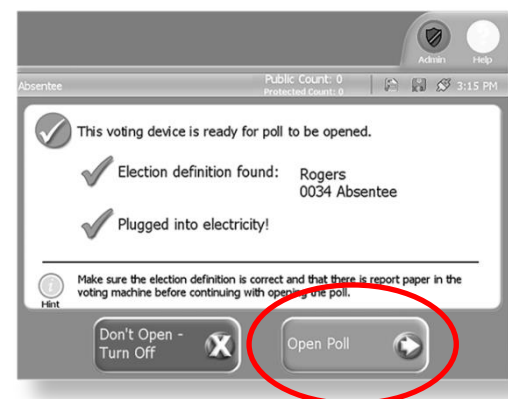 Admin Help
Absentee Public Count: 0 3:15 PM
Protected Count: 0
This voting device is ready for poll to be opened.
Election definition found: Rogers
0034 Absentee
Plugged into electricity!
Make sure the election definition is correct and that there is report paper in the
voting machine before continuing with opening the poll.
Hint
Don't Open -
Turn Off
Open Poll